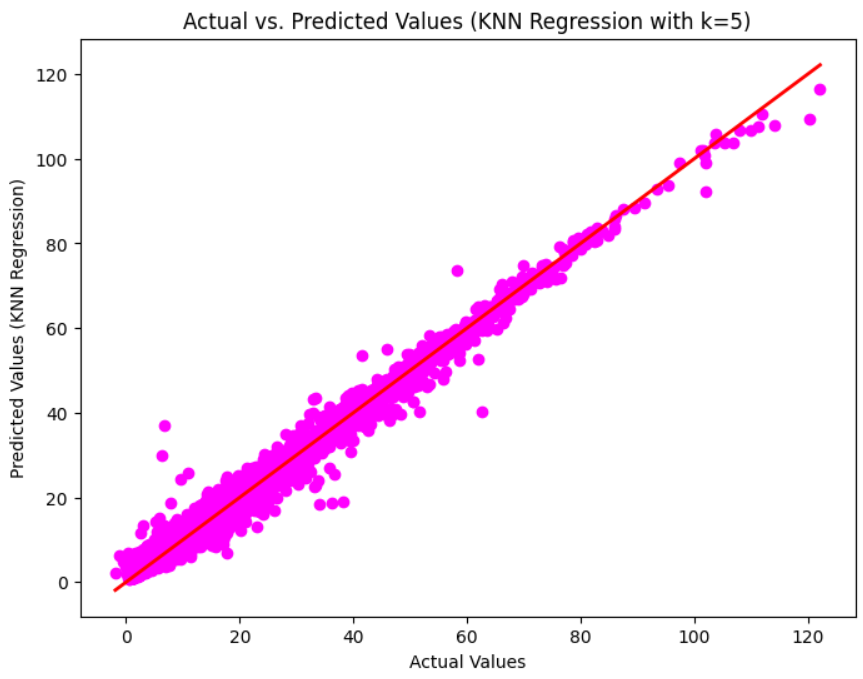 Actual vs. Predicted Values (KNN Regression with k=5)
Predicted Values (KNN Regression)
120
100
80
60
40
20
0
0 20 40 60 80 100 120
Actual Values